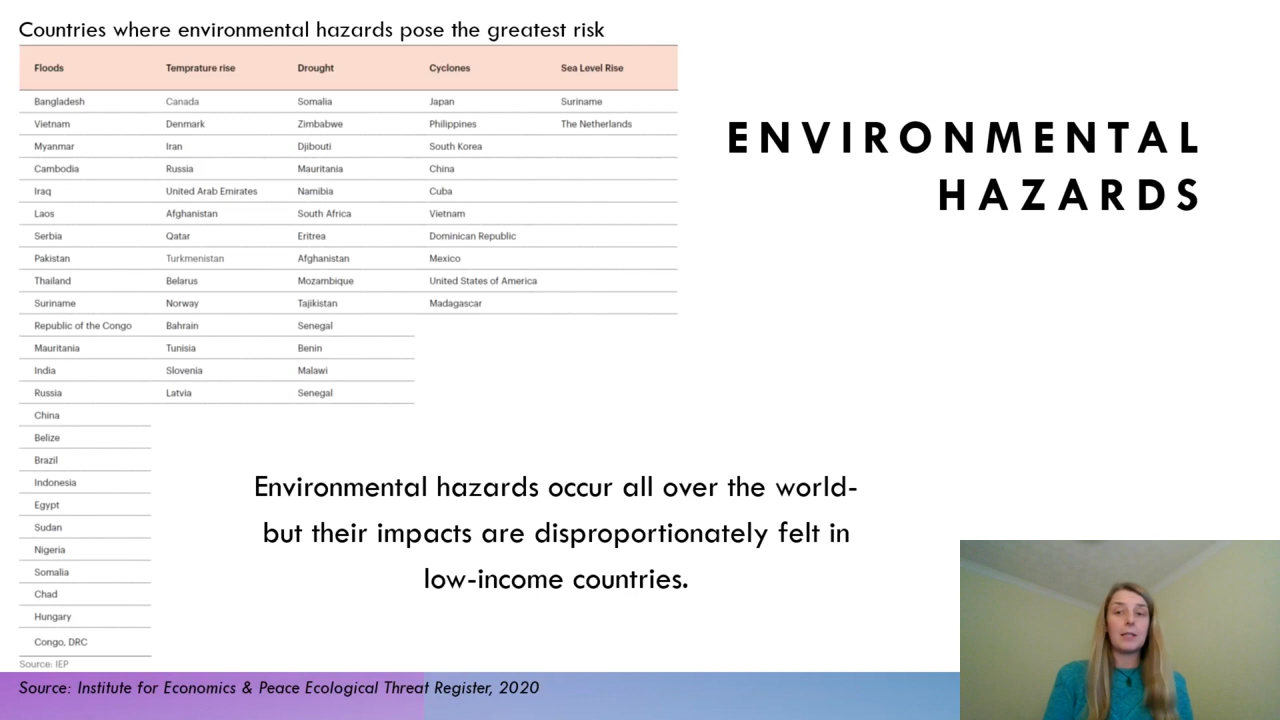 Countries where environmental hazards pose the greatest risk
Floods Temprature rise Drought Cyclones Sea Level Rise
Bangladesh Canada Somalia Japan Suriname
Vietnam Denmark Zimbabwe Philippines The Netherlands
Myanmar Iran Djibouti South Korea
Cambodia Russia Mauritania China
Iraq United Arab Emirates Namibia Cuba
Laos Afghanistan South Africa Vietnam
Serbia Qatar Eritrea Dominican Republic
Pakistan Turkmenistan Afghanistan Mexico
Thailand Belarus Mozambique United States of America
Suriname Norway Tajikistan Madagascar
Republic of the Congo Bahrain Senegal
Mauritania Tunisia Benin
India Slovenia Malawi
Russia Latvia Senegal
China
Belize
Brazil
Indonesia
Egypt
Sudan
Nigeria
Somalia
Chad
Hungary
Congo, DRC
Source: IEP
ENVIRONMENTAL
HAZARDS
Environmental hazards occur all over the world-
but their impacts are disproportionately felt in
low-income countries.
Source: Institute for Economics & Peace Ecological Threat Register, 2020